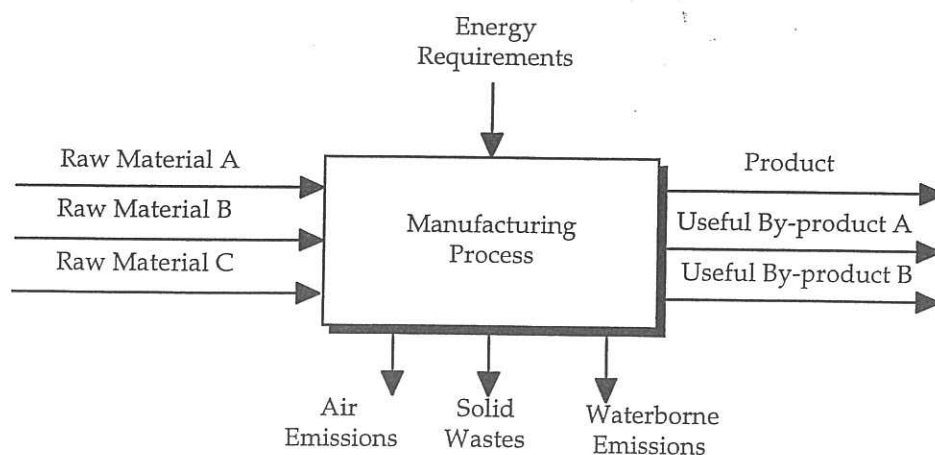 Energy
Requirements
Raw Material A
Raw Material B
Raw Material C
Manufacturing
Process
Product
Useful By-product A
Useful By-product B
Air
Emissions
Solid
Wastes
Waterborne
Emissions